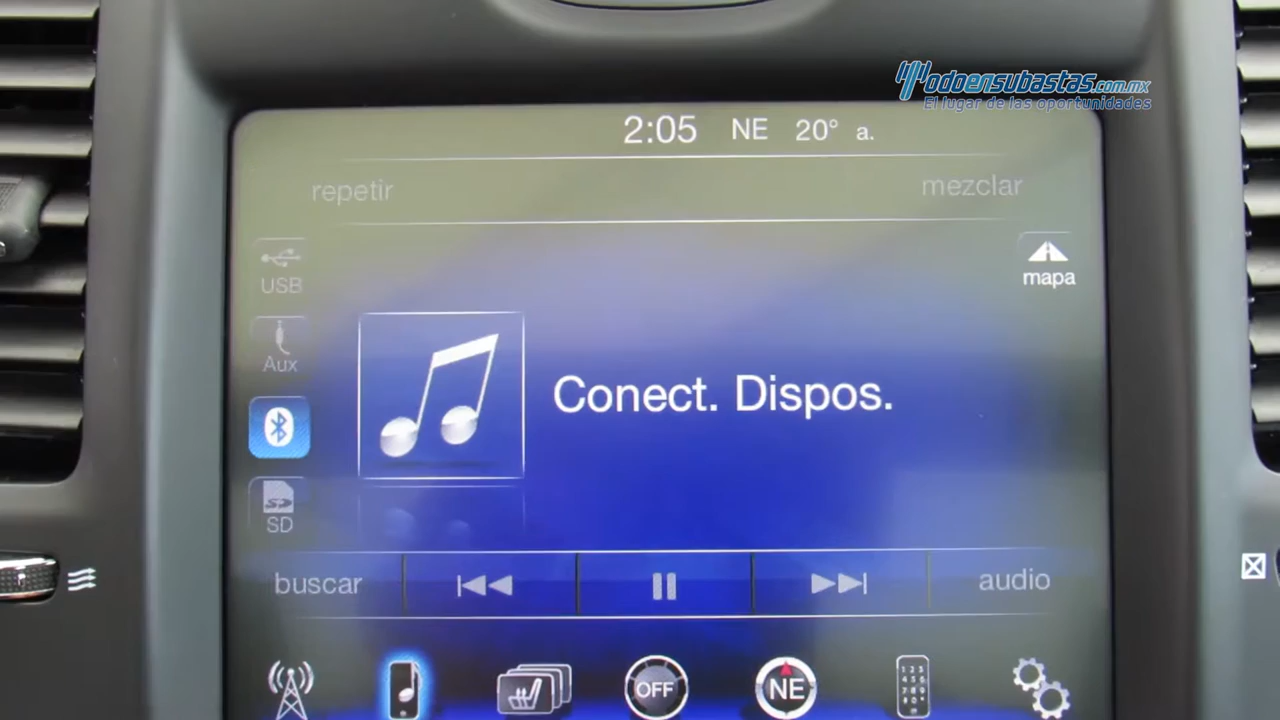 odoensubastas.com.mx
El lugar de las oportunidades
2:05 NE 20° a.
repetir
mezclar
USB
mapa
Aux
Conect. Dispos.
SD
buscar
audio
OFF
NE